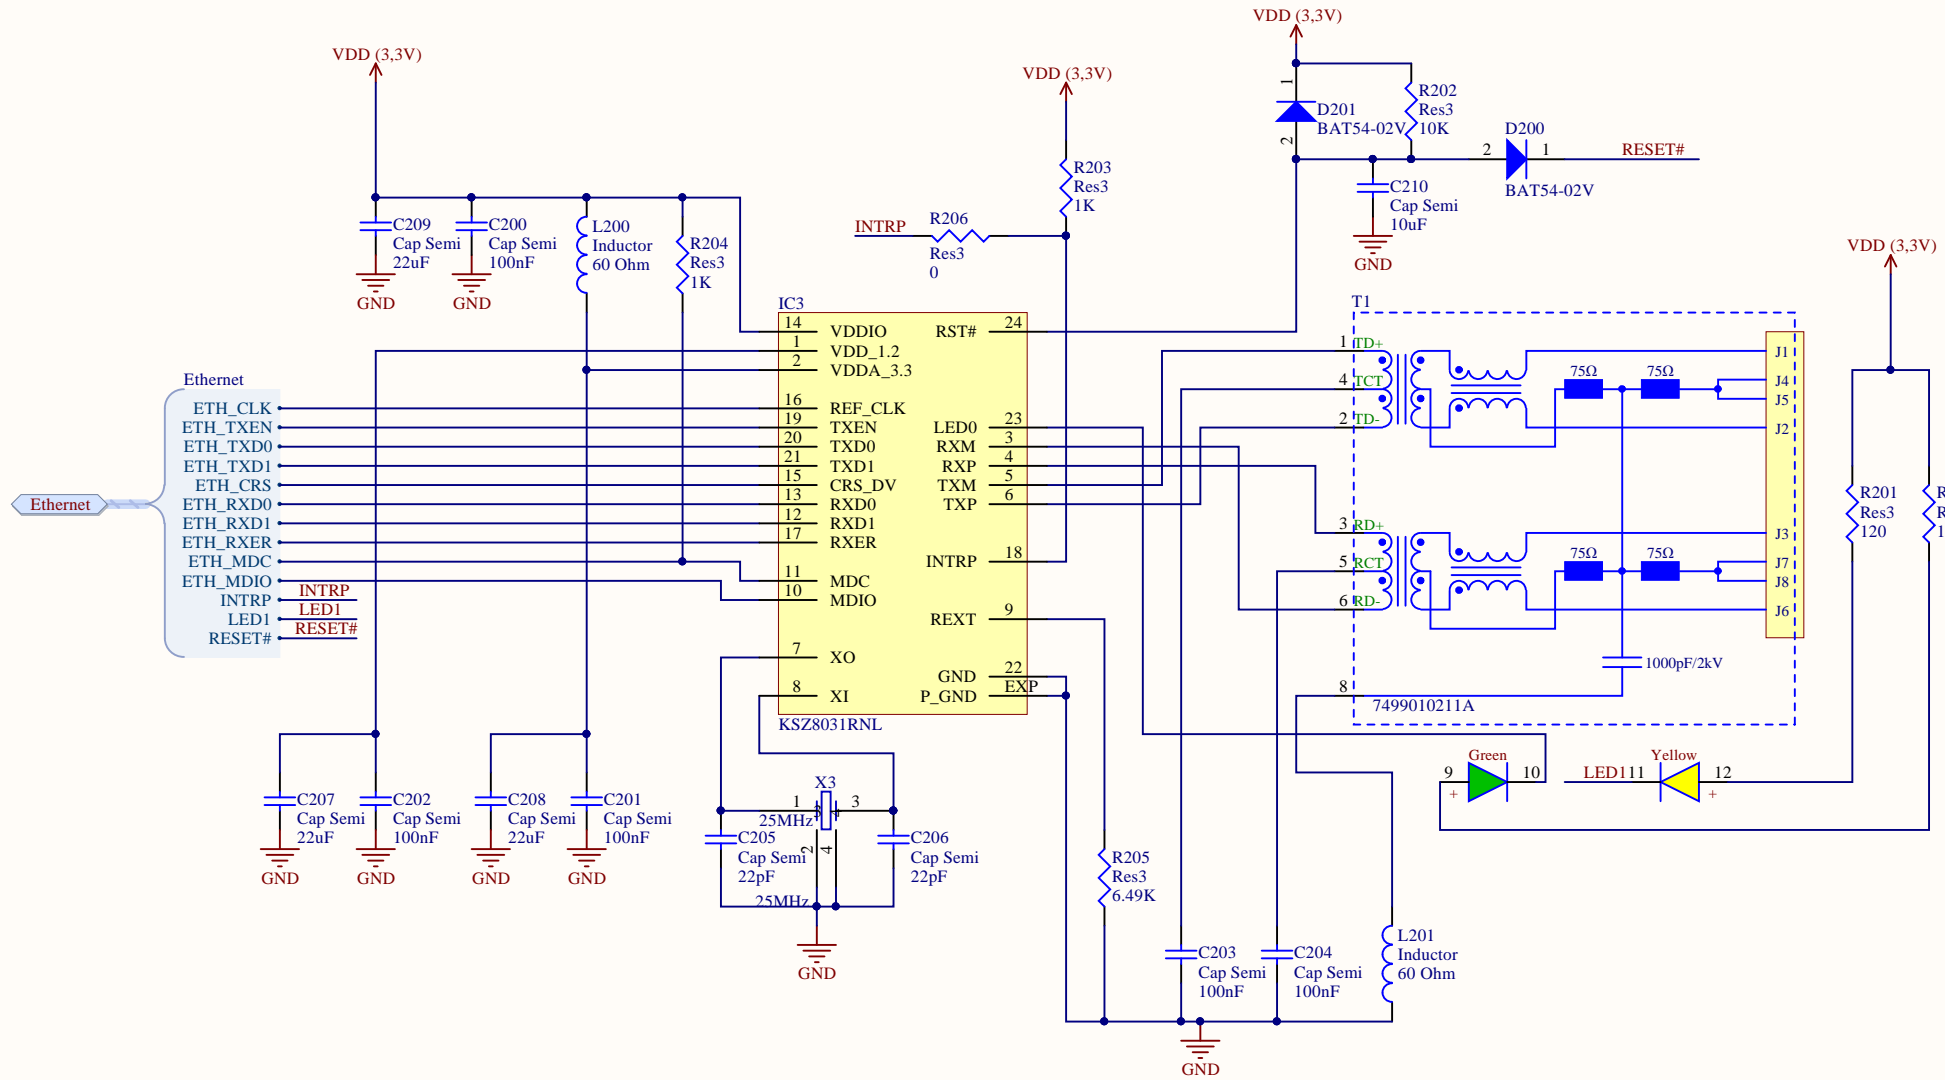 VDD (3,3V)
VDD (3,3V)
VDD (3,3V)
VDD (3,3V)
1
D201
BAT54-02V
2
R202
Res3
10K
D200
2
1
RESET#
BAT54-02V
C210
Cap Semi
10uF
GND
R203
Res3
1K
INTRP
R206
Res3
0
C209
Cap Semi
22uF
GND
C200
Cap Semi
100nF
GND
L200
Inductor
60 Ohm
R204
Res3
1K
IC3
14 VDDIO
1 VDD_1.2
2 VDDA_3.3
16 REF_CLK
19 TXEN
20 TXD0
21 TXD1
15 CRS_DV
13 RXD0
12 RXD1
17 RXER
11 MDC
10 MDIO
7 XO
8 XI
RST# 24
LED0 23
RXM 3
RXP 4
TXM 5
TXP 6
INTRP 18
REXT 9
GND 22
P_GND EXP
KSZ8031RNL
Ethernet
Ethernet
ETH_CLK
ETH_TXEN
ETH_TXD0
ETH_TXD1
ETH_CRS
ETH_RXD0
ETH_RXD1
ETH_RXER
ETH_MDC
ETH_MDIO
INTRP INTRP
LED1 LED1
RESET# RESET#
T1
1 TD+
4 TCT
2 TD-
3 RD+
5 RCT
6 RD-
8
75Ω
75Ω
75Ω
75Ω
J1
J4
J5
J2
J3
J7
J8
J6
1000pF/2kV
7499010211A
R201
Res3
120
R
R
1
Green
9
10
+
Yellow
LED1
11
12
+
C207
Cap Semi
22uF
GND
C202
Cap Semi
100nF
GND
C208
Cap Semi
22uF
GND
C201
Cap Semi
100nF
GND
X3
1
3
25MHz
2
4
C205
Cap Semi
22pF
C206
Cap Semi
22pF
25MHz
GND
R205
Res3
6.49K
C203
Cap Semi
100nF
C204
Cap Semi
100nF
L201
Inductor
60 Ohm
GND